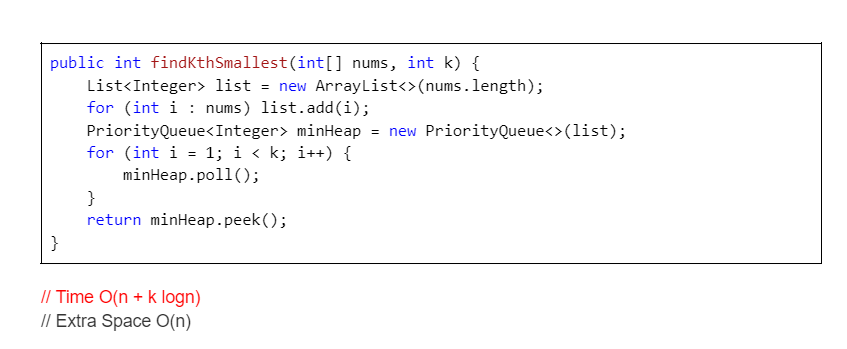 public int findKthSmallest(int[] nums, int k) {
    List<Integer> list = new ArrayList<>(nums.length);
    for (int i : nums) list.add(i);
    PriorityQueue<Integer> minHeap = new PriorityQueue<>(list);
    for (int i = 1; i < k; i++) {
        minHeap.poll();
    }
    return minHeap.peek();
}
// Time O(n + k logn)
// Extra Space O(n)